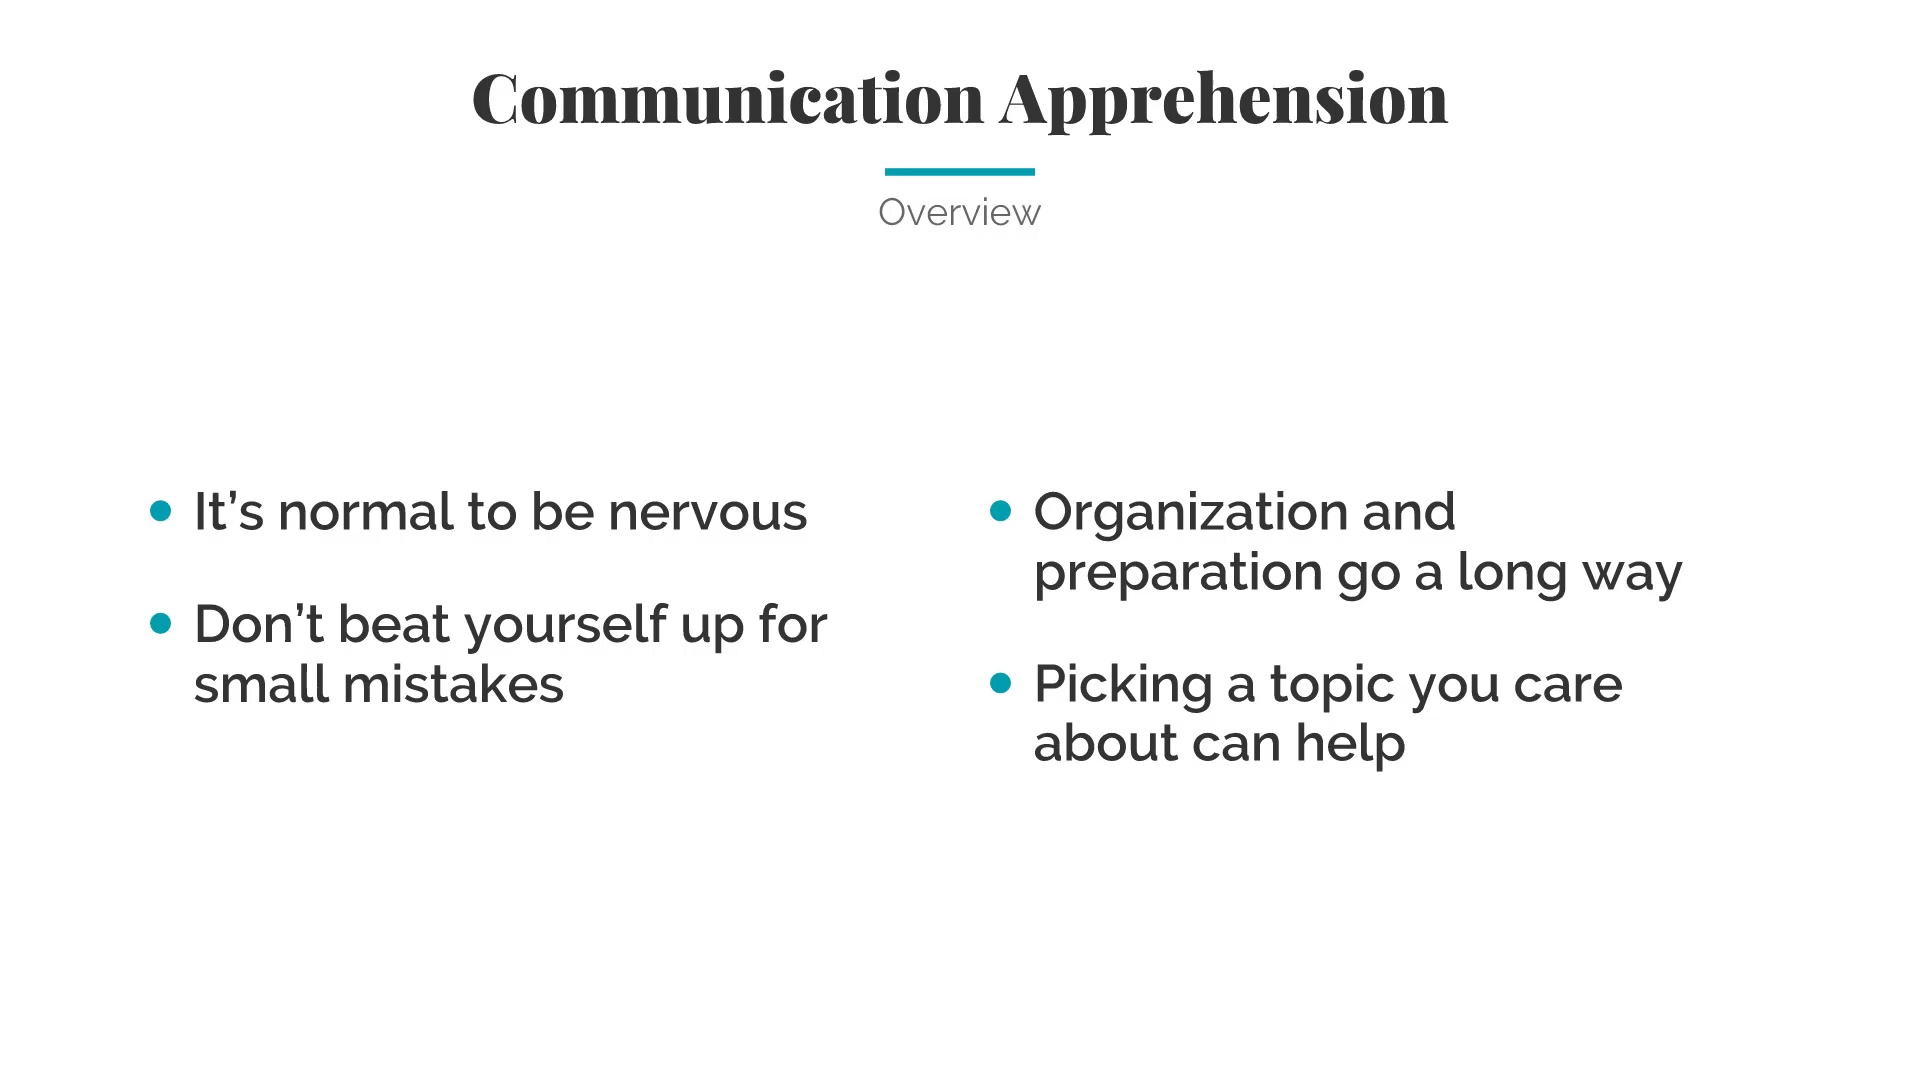 Communication Apprehension
Overview
It’s normal to be nervous
Don’t beat yourself up for
small mistakes
Organization and
preparation go a long way
Picking a topic you care
about can help